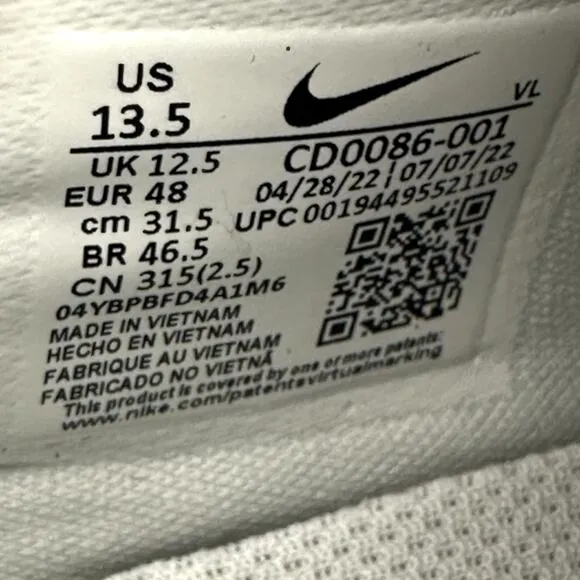 US
13.5
VL
UK 12.5
EUR 48
cm 31.5
BR 46.5
CN 315(2.5)
CD0086-001
04/28/22 | 07/07/22
UPC 00194495521109
04YBPBFD4A1M6
MADE IN VIETNAM
HECHO EN VIETNAM
FABRIQUE AU VIETNAM
FABRICADO NO VIETNÃ
This product is covered by one or more patents:
www.nike.com/patentsvirtualmarking